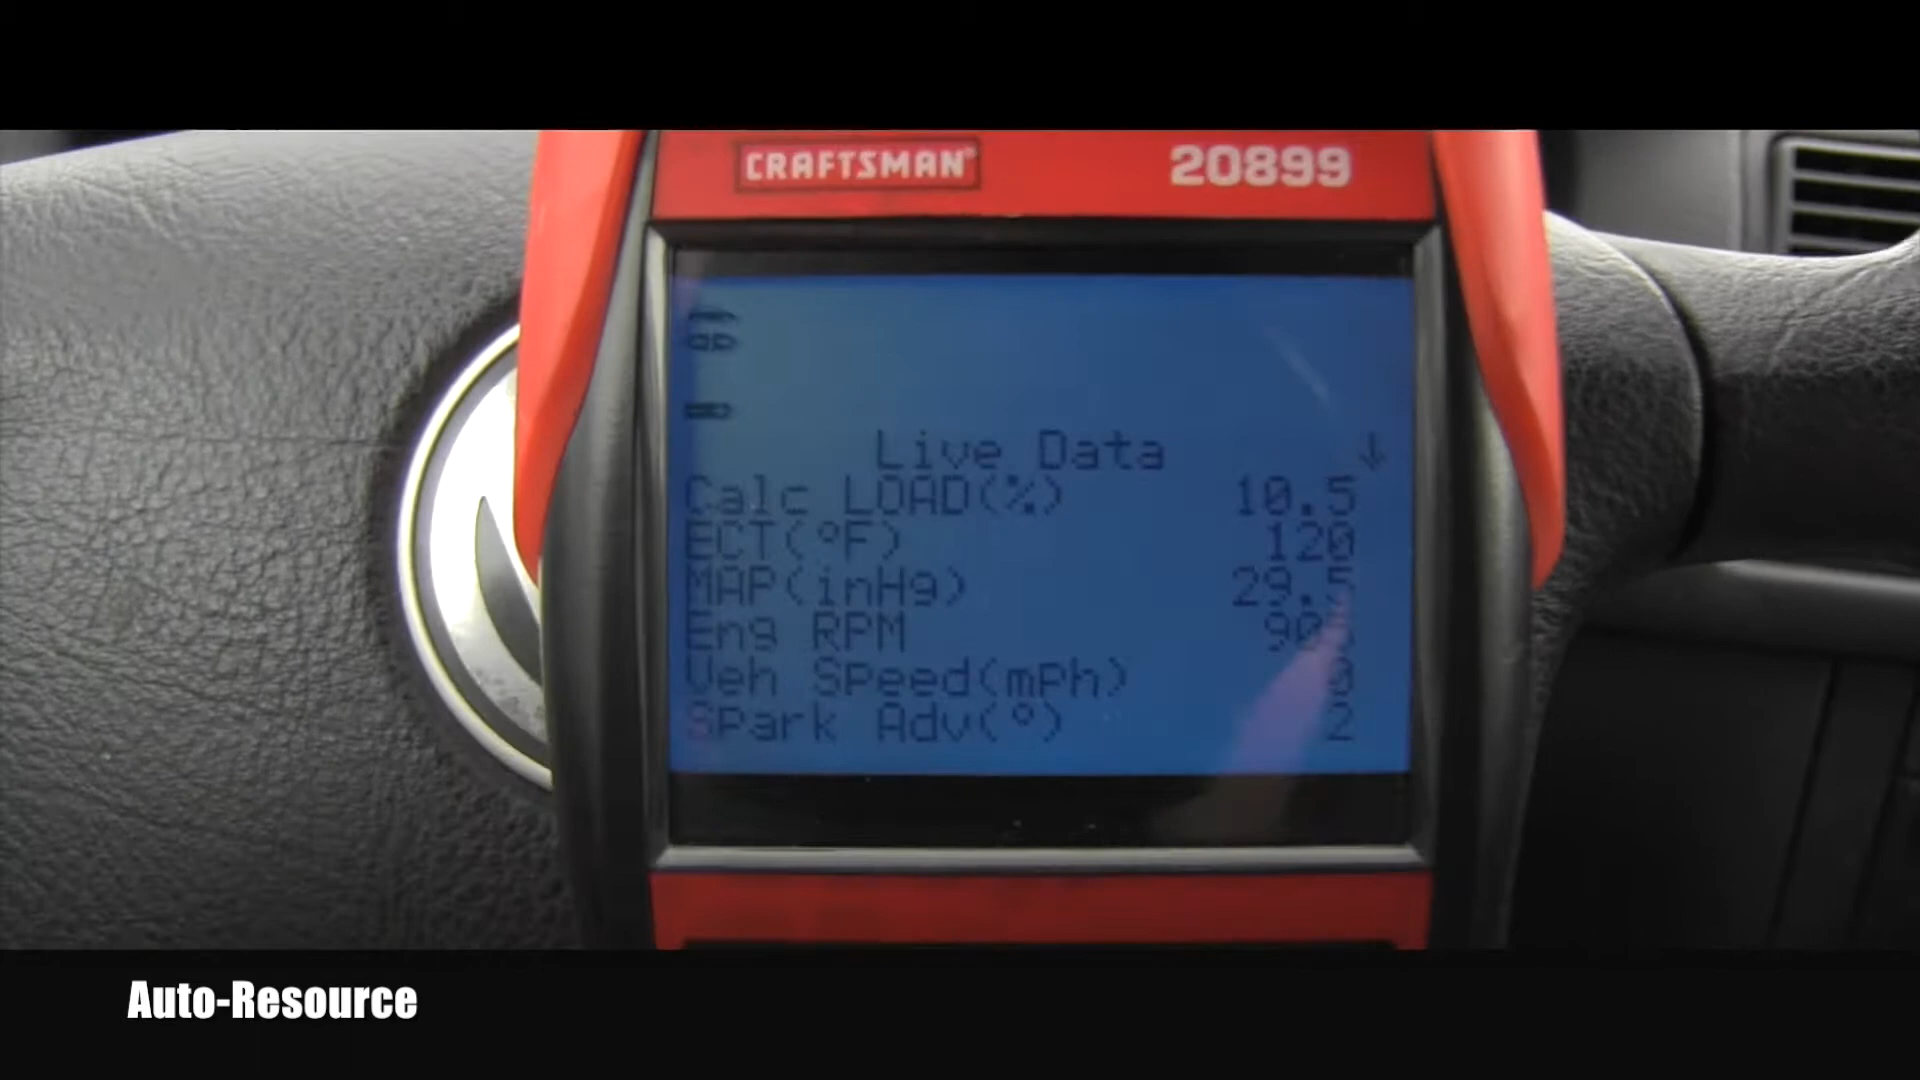 CRAFTSMAN® 20899
Live Data ↓
Calc LOAD(%) 10.5
ECT(°F) 120
MAP(inHg) 29.5
Eng RPM
Veh Speed(mph) 0
Spark Adv(°) 2
Auto-Resource